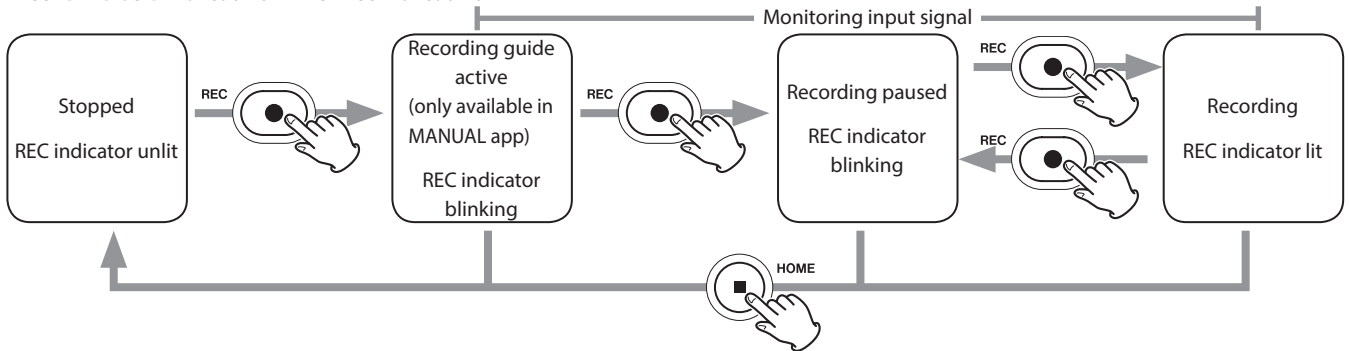 Monitoring input signal
Stopped
REC indicator unlit
REC
Recording guide
active
(only available in
MANUAL app)
REC indicator
blinking
REC
Recording paused
REC indicator
blinking
REC
REC
Recording
REC indicator lit
HOME